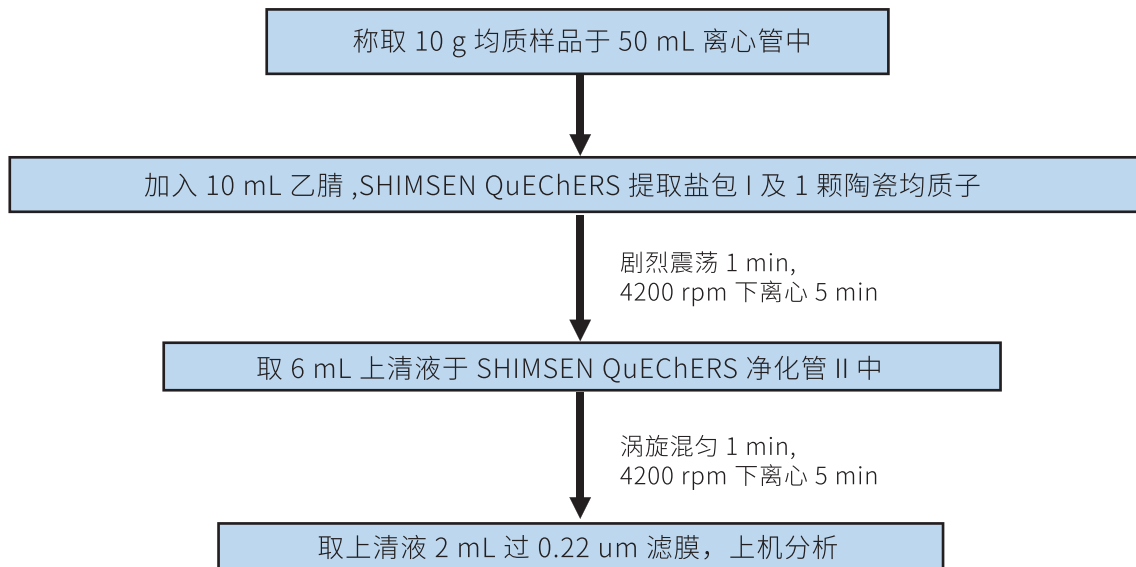 称取 10 g 均质样品于 50 mL 离心管中
加入 10 mL 乙腈 ,SHIMSEN QuEChERS 提取盐包 I 及 1 颗陶瓷均质子
剧烈震荡 1 min,
4200 rpm 下离心 5 min
取 6 mL 上清液于 SHIMSEN QuEChERS 净化管 II 中
涡旋混匀 1 min,
4200 rpm 下离心 5 min
取上清液 2 mL 过 0.22 um 滤膜，上机分析